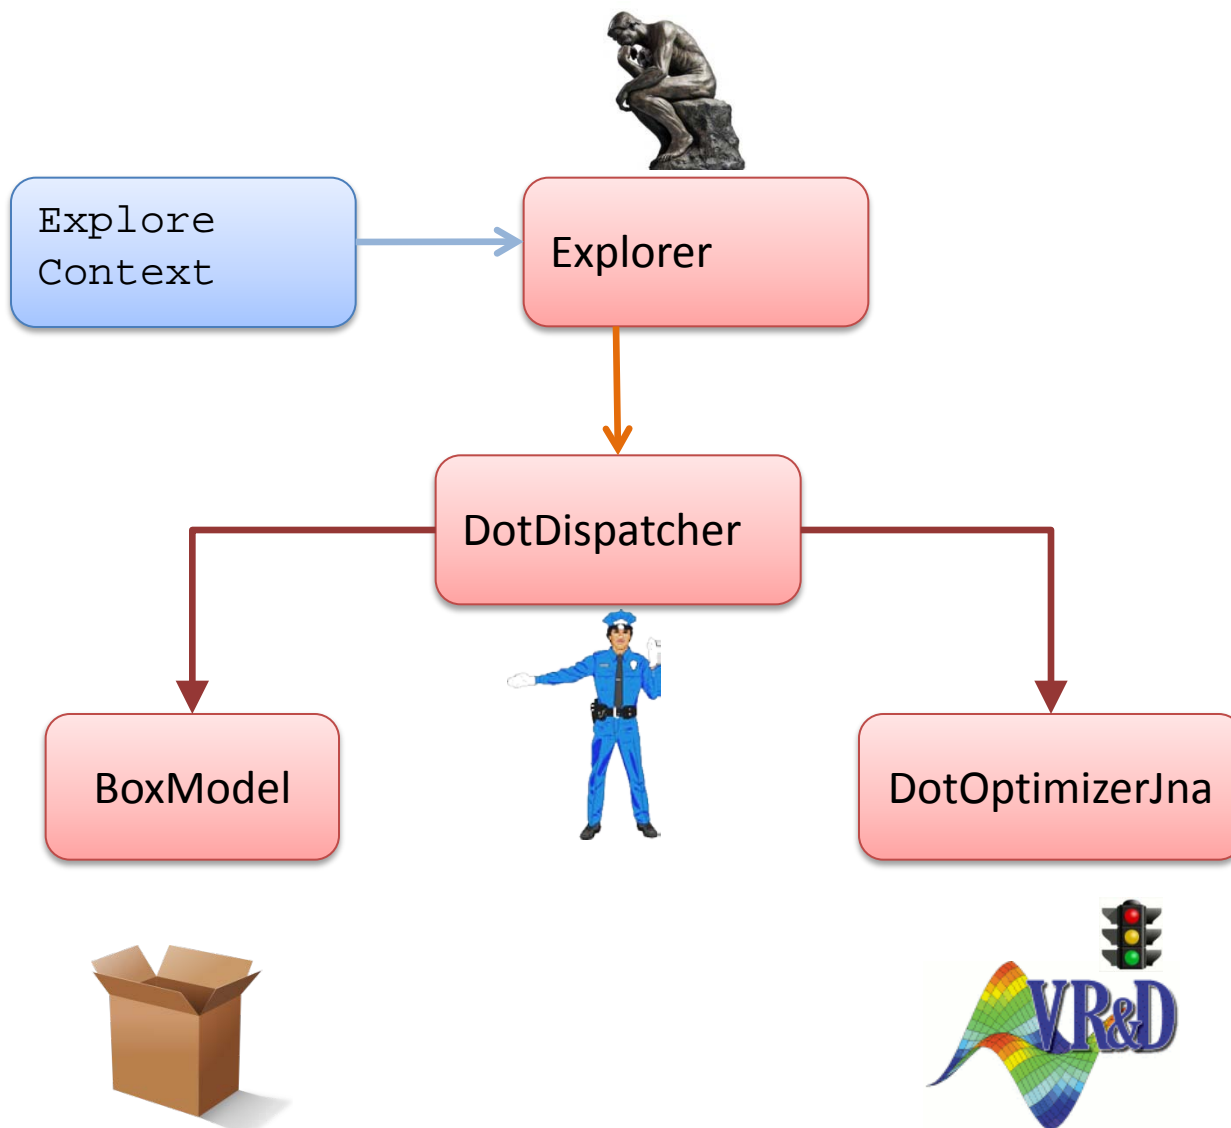 Explore
Context
Explorer
DotDispatcher
BoxModel
DotOptimizerJna
VR&D